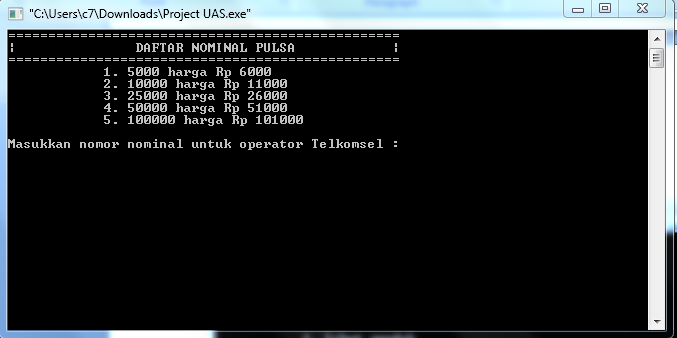 "C:\Users\c7\Downloads\Project UAS.exe"
=================================================
¦ DAFTAR NOMINAL PULSA ¦
=================================================
1. 5000 harga Rp 6000
2. 10000 harga Rp 11000
3. 25000 harga Rp 26000
4. 50000 harga Rp 51000
5. 100000 harga Rp 101000
Masukkan nomor nominal untuk operator Telkomsel :